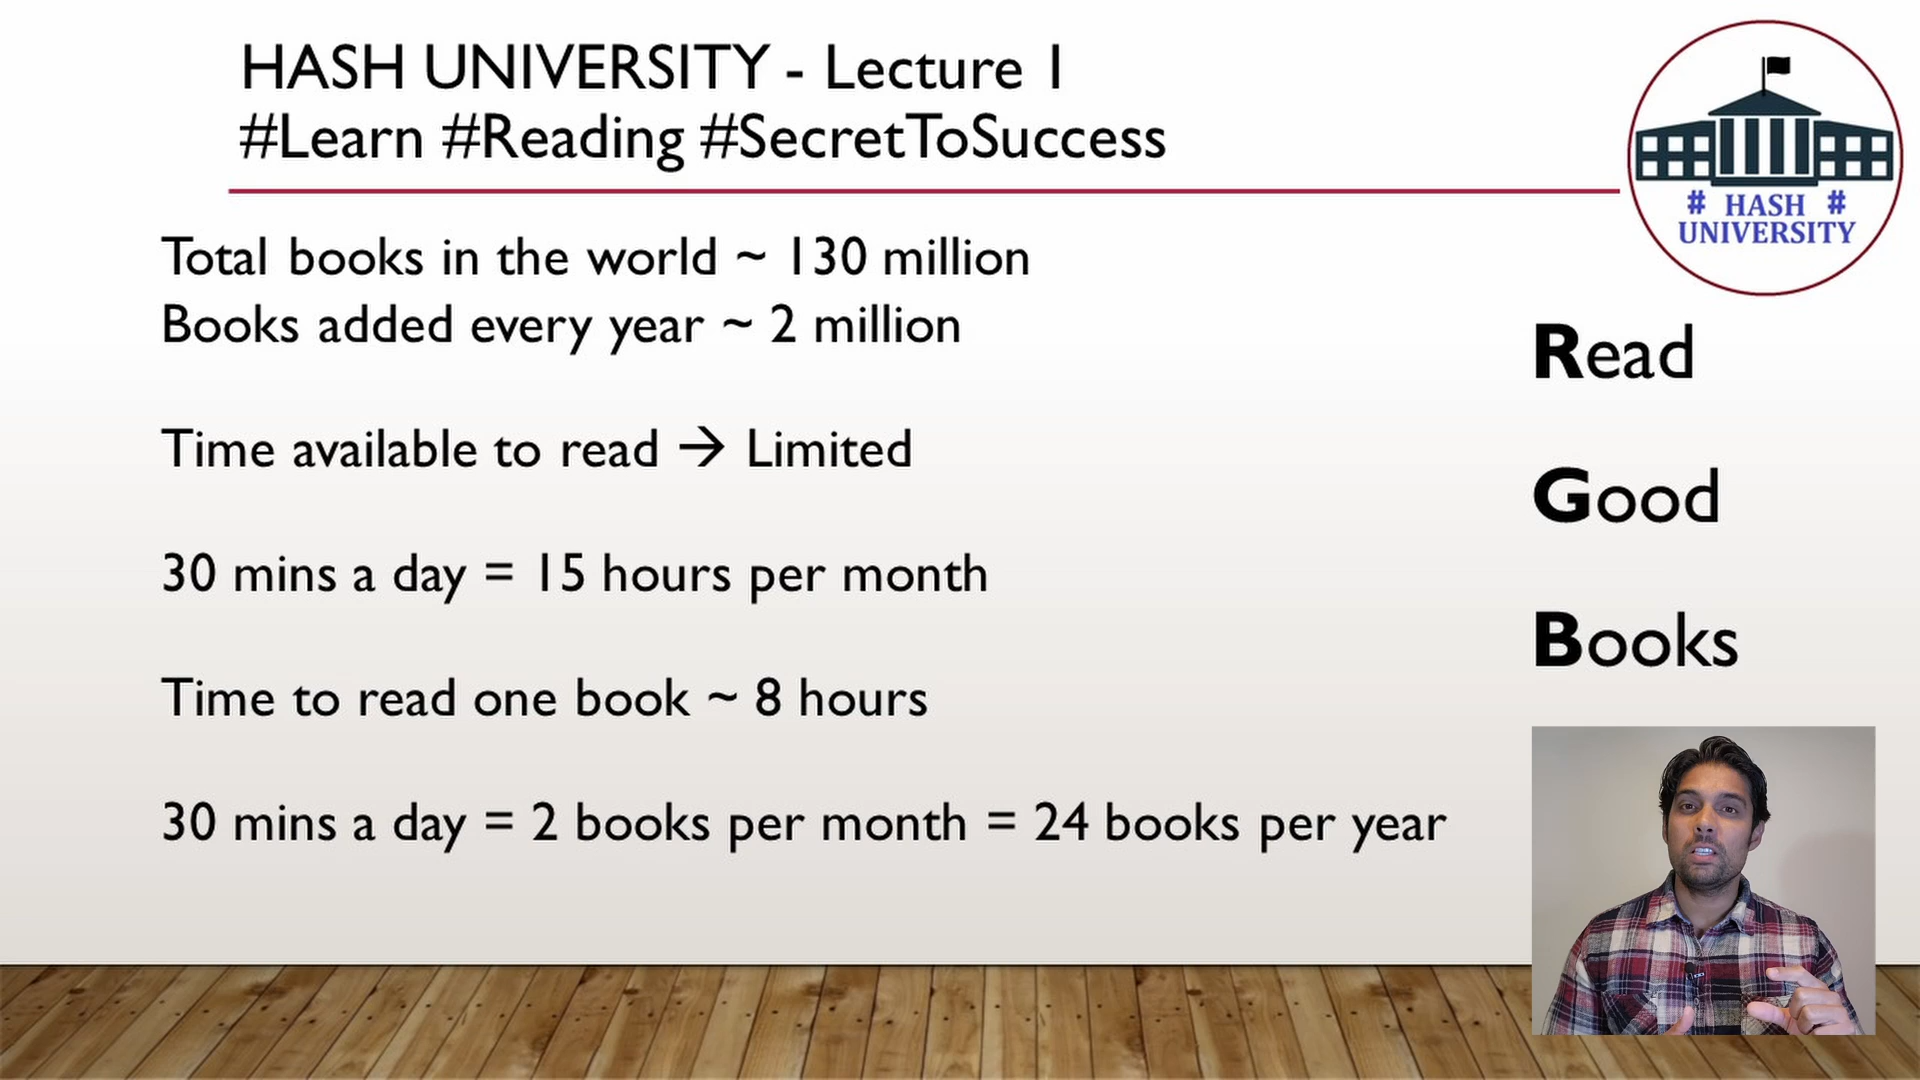 HASH UNIVERSITY - Lecture 1
#Learn #Reading #SecretToSuccess
# HASH #
UNIVERSITY
Total books in the world ~ 130 million
Books added every year ~ 2 million
Time available to read → Limited
30 mins a day = 15 hours per month
Time to read one book ~ 8 hours
30 mins a day = 2 books per month = 24 books per year
Read
Good
Books